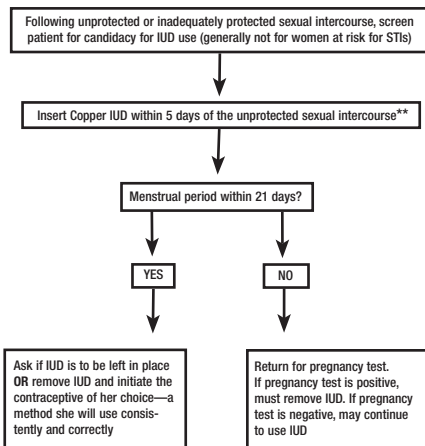 Following unprotected or inadequately protected sexual intercourse, screen
patient for candidacy for IUD use (generally not for women at risk for STIs)
Insert Copper IUD within 5 days of the unprotected sexual intercourse**
Menstrual period within 21 days?
YES
NO
Ask if IUD is to be left in place
OR remove IUD and initiate the
contraceptive of her choice—a
method she will use consis-
tently and correctly
Return for pregnancy test.
If pregnancy test is positive,
must remove IUD. If pregnancy
test is negative, may continue
to use IUD